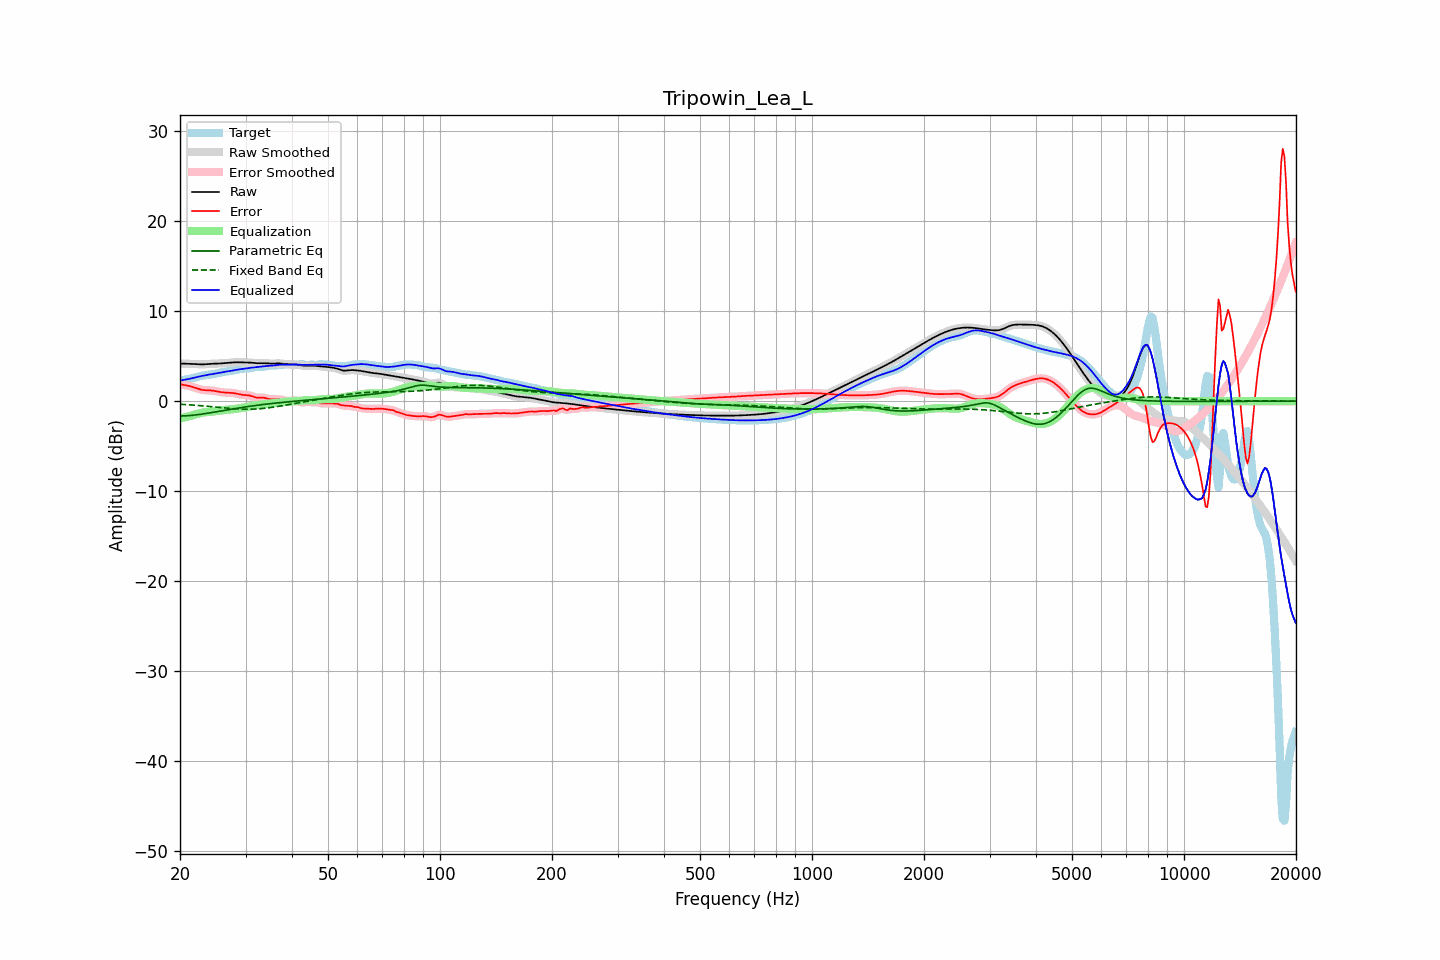 Tripowin_Lea_L
Target
Raw Smoothed
Error Smoothed
Raw
Error
Equalization
Parametric Eq
Fixed Band Eq
Equalized
30
20
10
0
−10
−20
−30
−40
−50
Amplitude (dBr)
20
50
100
200
500
1000
2000
5000
10000
20000
Frequency (Hz)